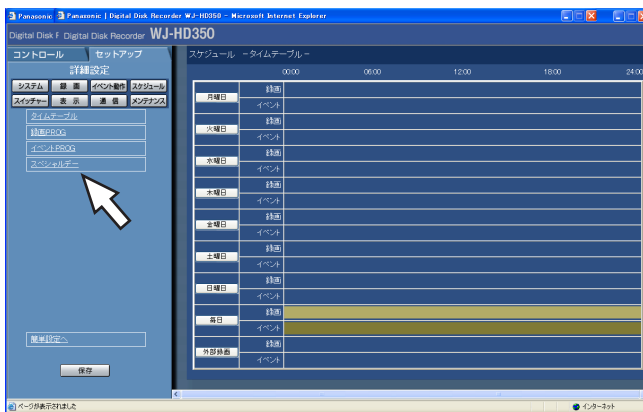 Panasonic Panasonic | Digital Disk Recorder WJ-HD350 - Microsoft Internet Explorer
Digital Disk F Digital Disk Recorder WJ-HD350
コントロール セットアップ
詳細設定
システム 録画 イベント動作 スケジュール
スイッチャー 表示 通信 メンテナンス
タイムテーブル
録画PROG
イベントPROG
スペシャルデー
簡単設定へ
保存
スケジュール -タイムテーブル-
00:00 06:00 12:00 18:00 24:00
月曜日 録画
イベント
火曜日 録画
イベント
水曜日 録画
イベント
木曜日 録画
イベント
金曜日 録画
イベント
土曜日 録画
イベント
日曜日 録画
イベント
毎日 録画
イベント
外部録画 録画
イベント
ページが表示されました インターネット